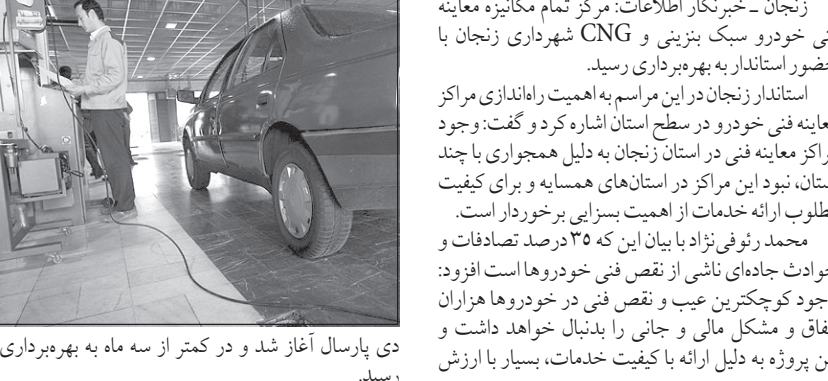 زنجان ـ خبرنگار اطلاعات: مرکز تمام مکانیزه معاینه
خودرو سبک بنزینی و CNG شهرداری زنجان با
حضور استاندار به بهره‌برداری رسید.
استاندار زنجان در این مراسم به اهمیت راه‌اندازی مراکز
معاینه فنی خودرو در سطح استان اشاره کرد و گفت: وجود
مراکز معاینه فنی در استان زنجان به دلیل همجواری با چند
استان، نبود این مراکز در استان‌های همسایه و برای کیفیت
مطلوب ارائه خدمات از اهمیت بسزایی برخوردار است.
محمد رئوفی‌نژاد با بیان این که ۳۵ درصد تصادفات و
حوادث جاده‌ای ناشی از نقص فنی خودروها است افزود:
وجود کوچکترین عیب و نقص فنی در خودروها هزاران
اتفاق و مشکل مالی و جانی را بدنبال خواهد داشت و
این پروژه به دلیل ارائه با کیفیت خدمات، بسیار با ارزش
دی پارسال آغاز شد و در کمتر از سه ماه به بهره‌برداری
رسید.